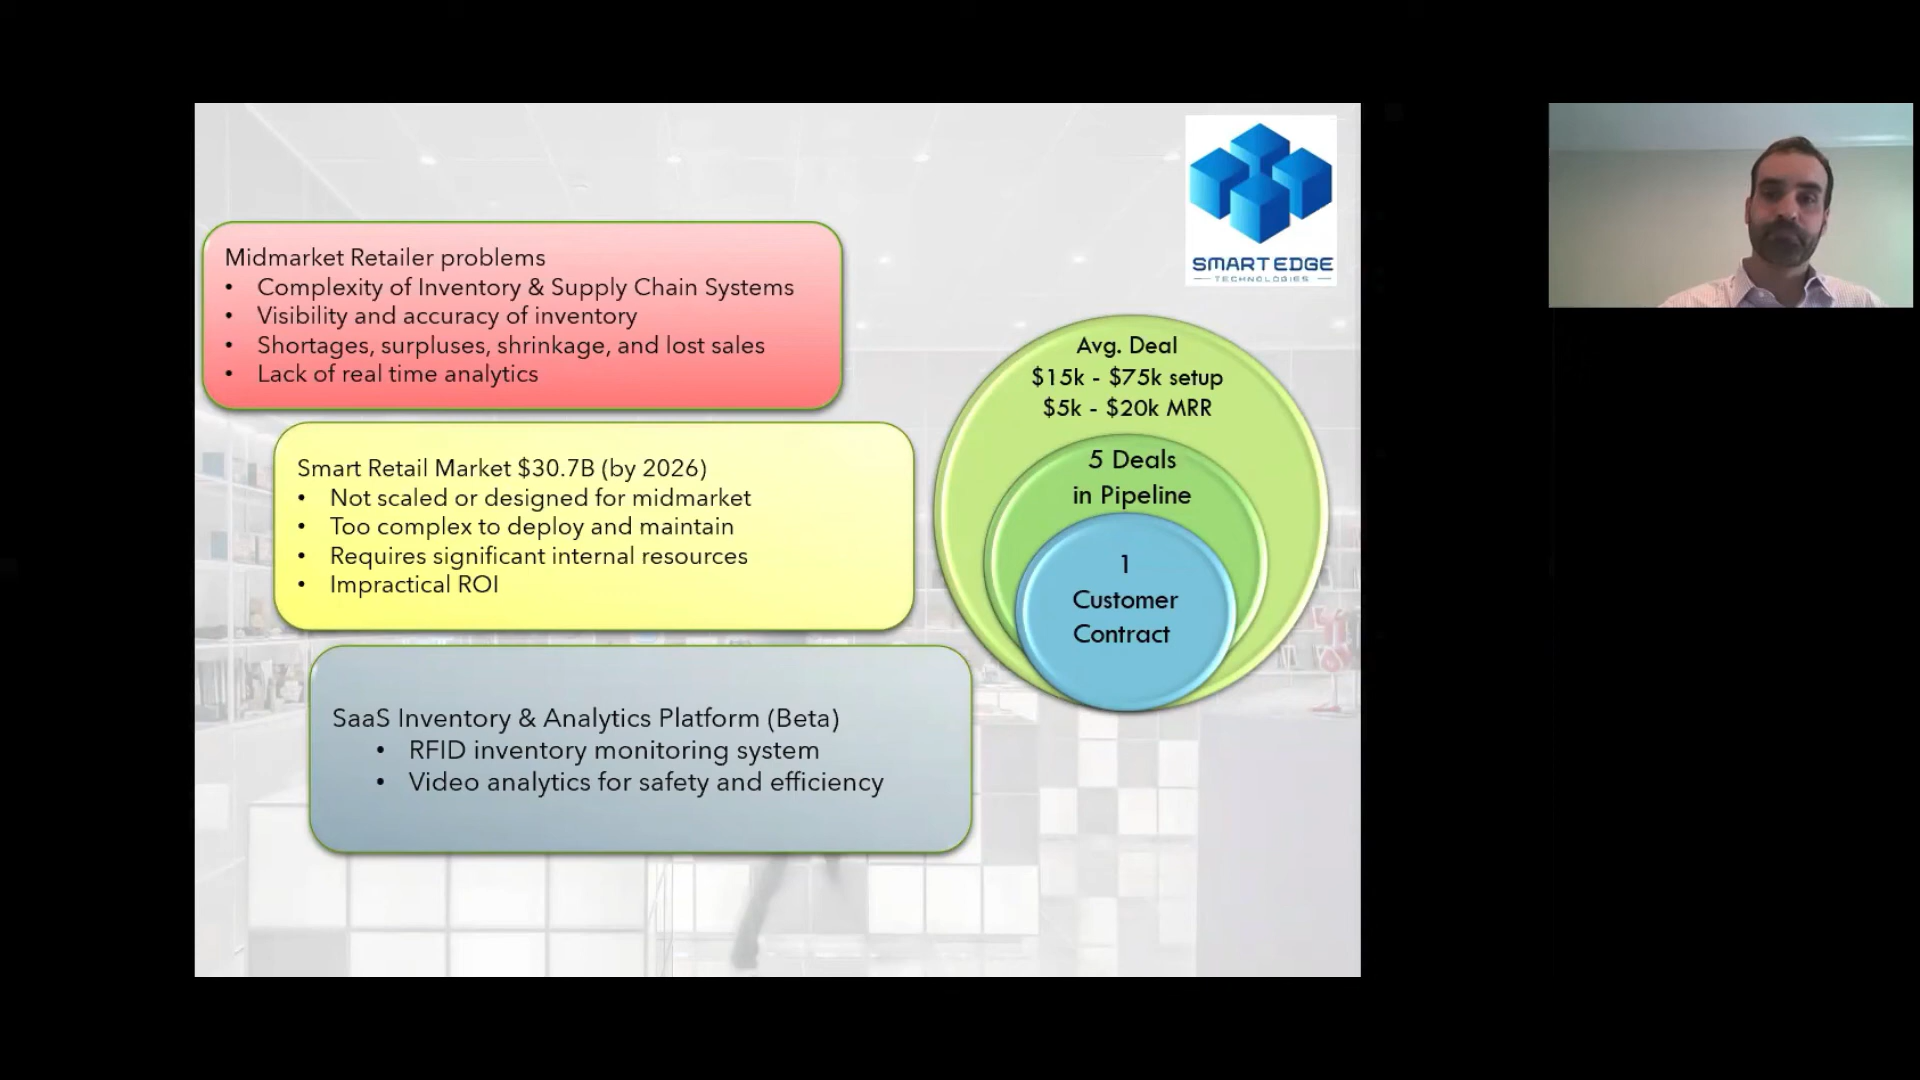 SMART EDGE
TECHNOLOGIES
Midmarket Retailer problems
• Complexity of Inventory & Supply Chain Systems
• Visibility and accuracy of inventory
• Shortages, surpluses, shrinkage, and lost sales
• Lack of real time analytics
Smart Retail Market $30.7B (by 2026)
• Not scaled or designed for midmarket
• Too complex to deploy and maintain
• Requires significant internal resources
• Impractical ROI
SaaS Inventory & Analytics Platform (Beta)
• RFID inventory monitoring system
• Video analytics for safety and efficiency
Avg. Deal
$15k - $75k setup
$5k - $20k MRR
5 Deals
in Pipeline
1
Customer
Contract